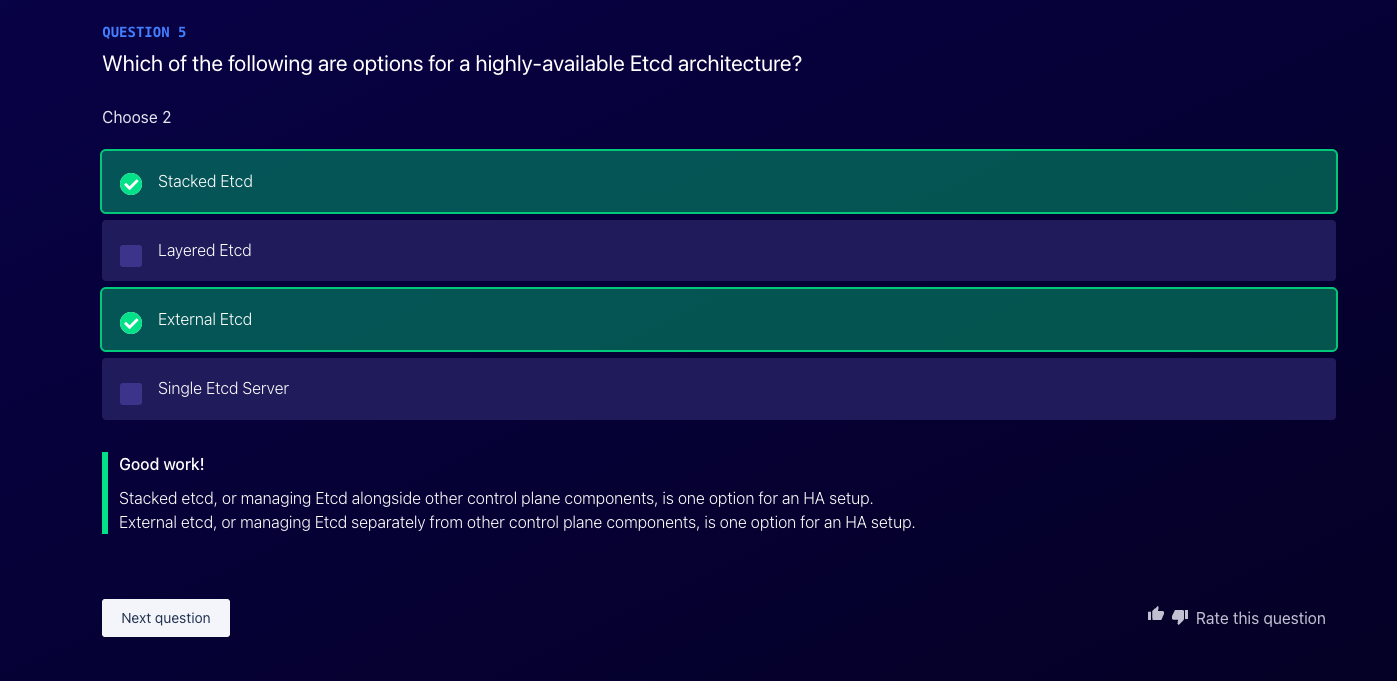 QUESTION 5
Which of the following are options for a highly-available Etcd architecture?
Choose 2
Stacked Etcd
Layered Etcd
External Etcd
Single Etcd Server
Good work!
Stacked etcd, or managing Etcd alongside other control plane components, is one option for an HA setup.
External etcd, or managing Etcd separately from other control plane components, is one option for an HA setup.
Next question
Rate this question